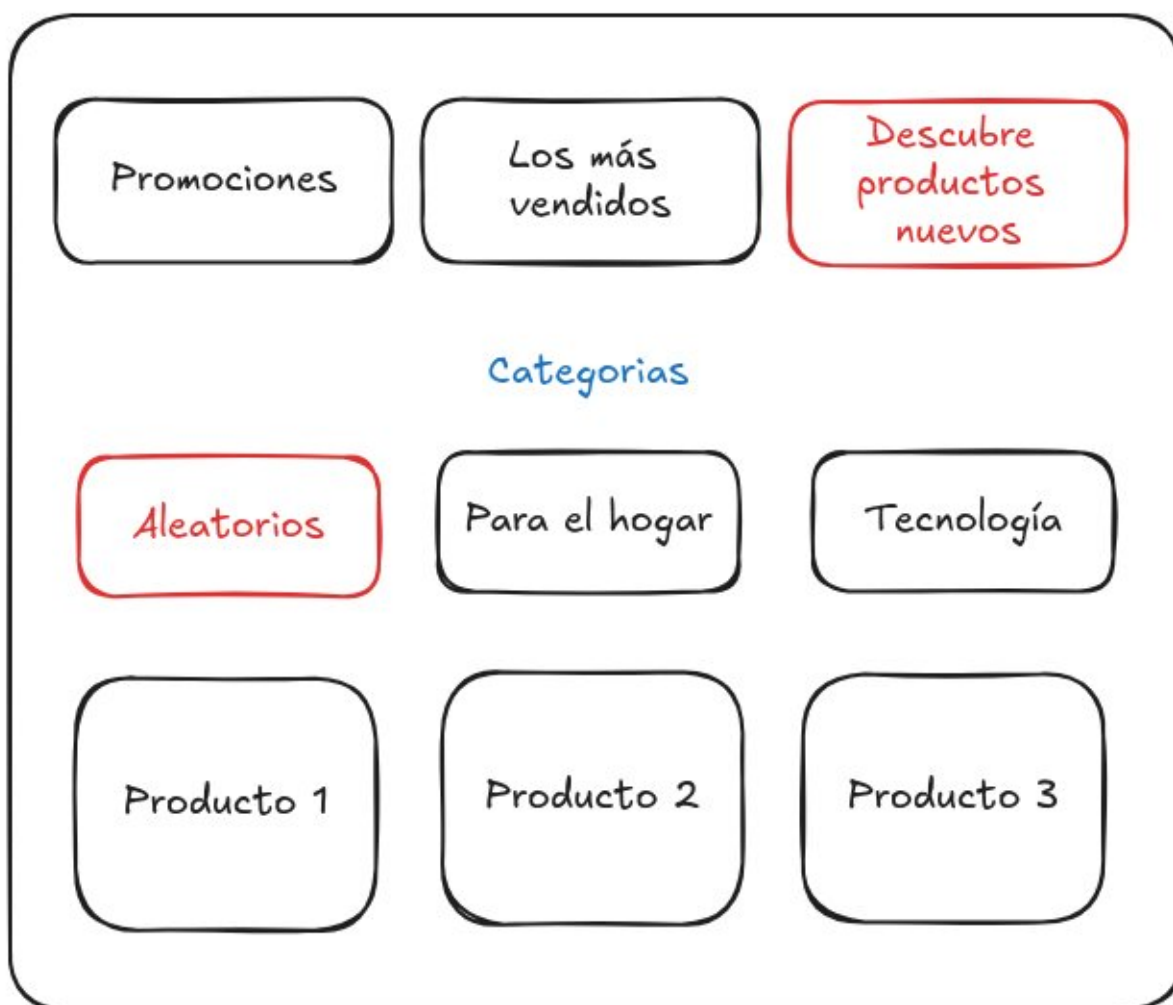 Promociones
Los más
vendidos
Descubre
productos
nuevos
Categorias
Aleatorios
Para el hogar
Tecnología
Producto 1
Producto 2
Producto 3